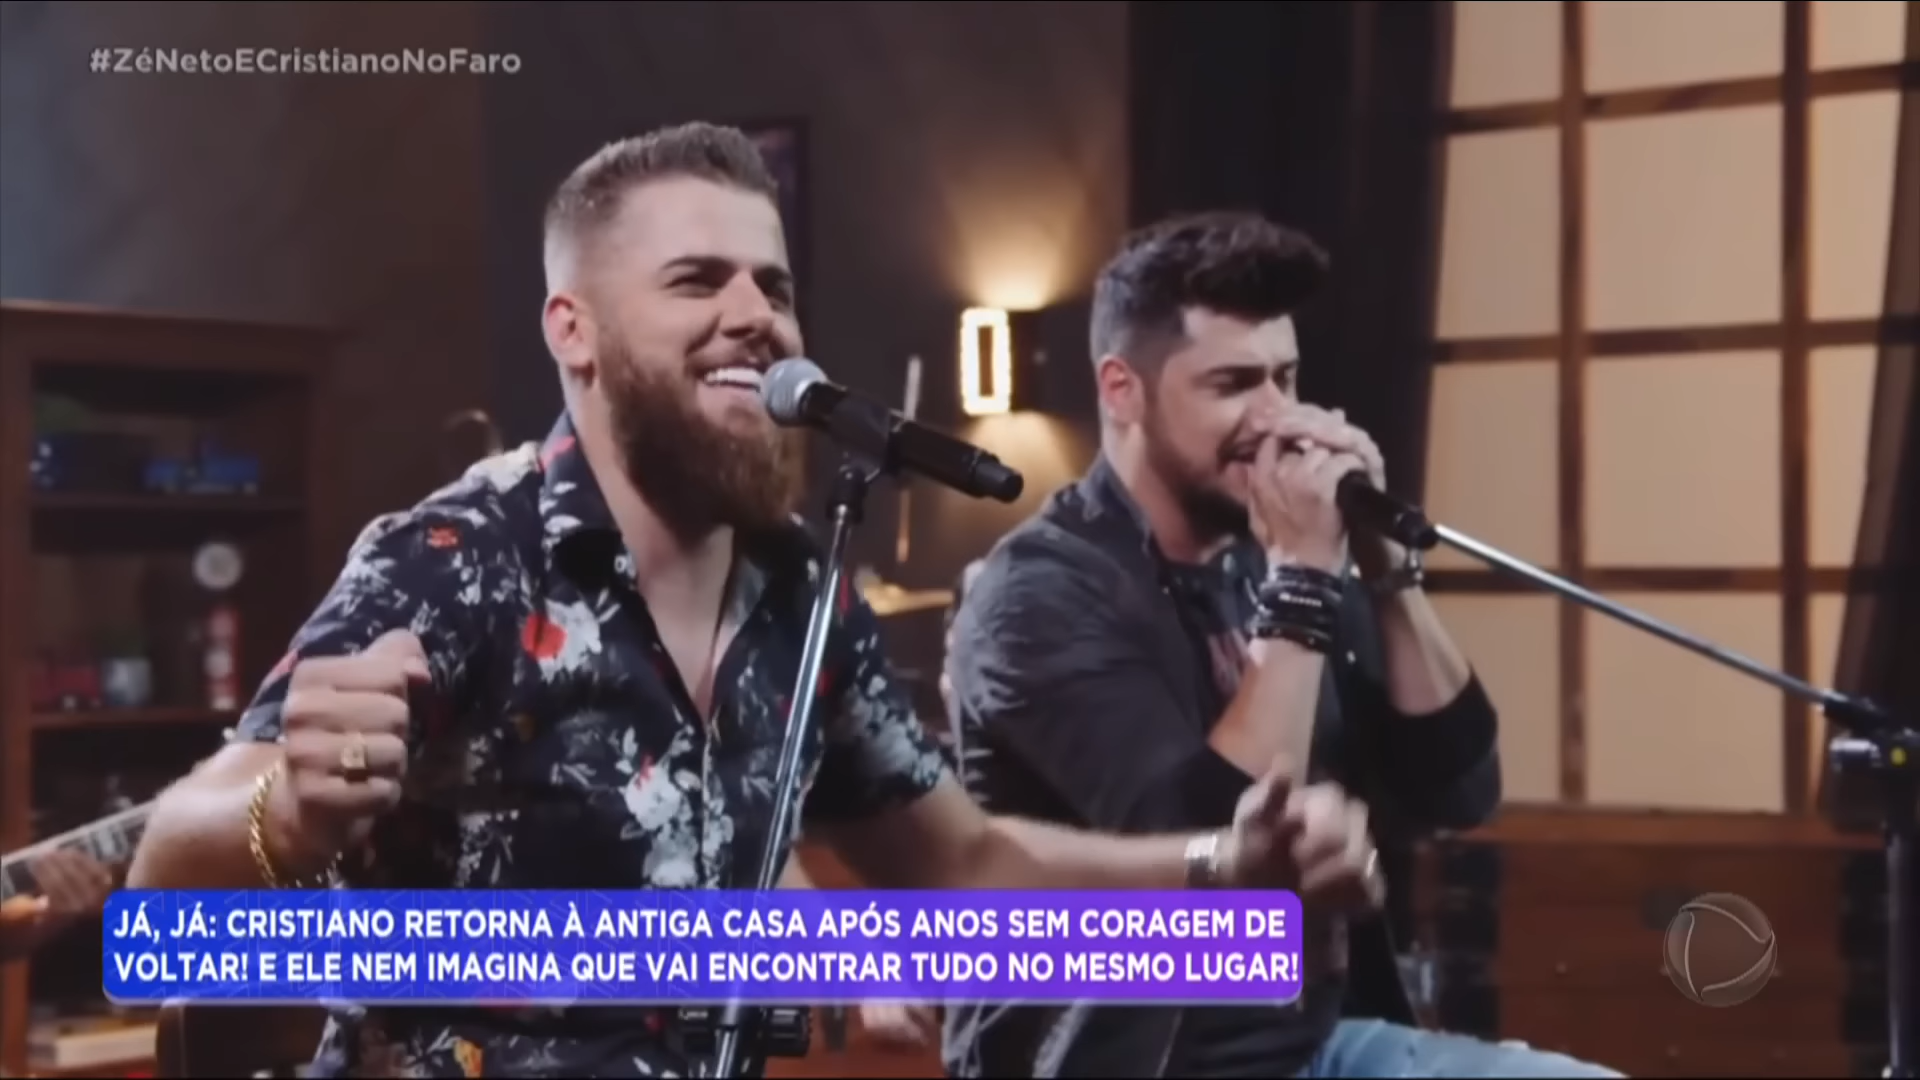 #ZéNetoECristianoNoFaro
JÁ, JÁ: CRISTIANO RETORNA À ANTIGA CASA APÓS ANOS SEM CORAGEM DE
VOLTAR! E ELE NEM IMAGINA QUE VAI ENCONTRAR TUDO NO MESMO LUGAR!